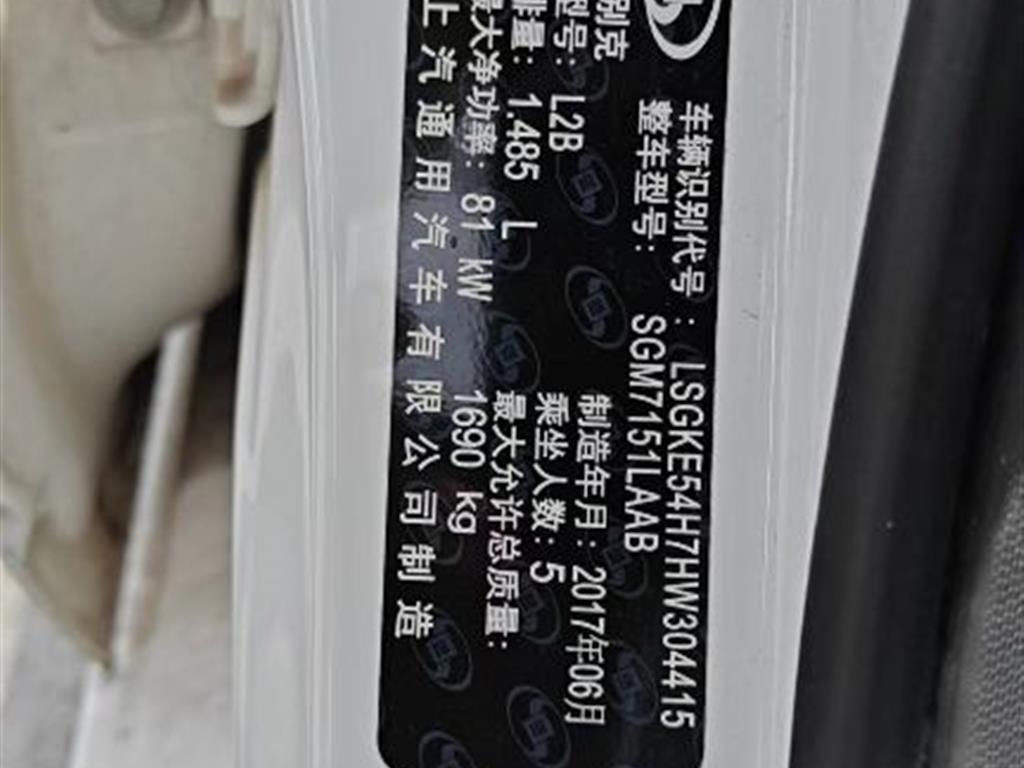 别克
车辆识别代号：LSGKE54H7HW304415
整车型号：SGM7151LAAB
型号：L2B 制造年月：2017年06月
排量：1.485 L 乘坐人数：5
最大净功率：81 kW 最大允许总质量：1690 kg
上汽通用汽车有限公司制造